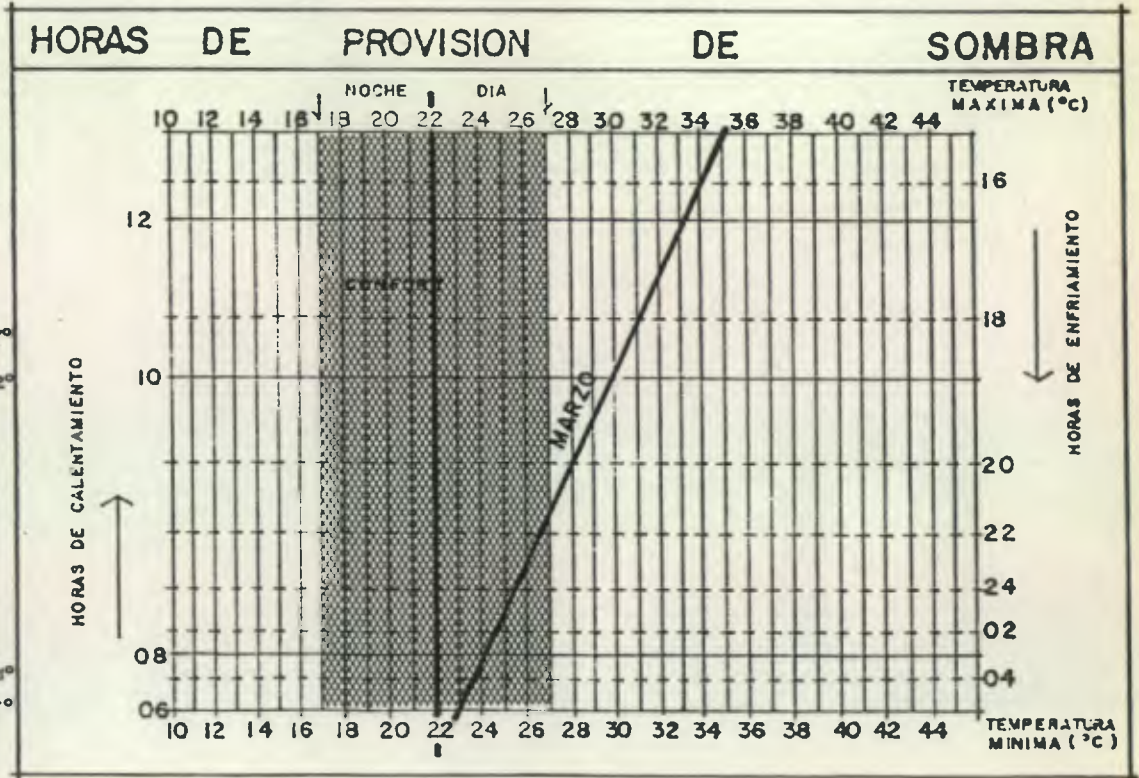 HORAS DE PROVISION DE SOMBRA
NOCHE DIA
TEMPERATURA
MAXIMA (°C)
10 12 14 16 18 20 22 24 26 28 30 32 34 36 38 40 42 44
16
12
CONFORT
18
10
MARZO
20
22
24
02
08
04
06
HORAS DE CALENTAMIENTO
HORAS DE ENFRIAMIENTO
10 12 14 16 18 20 22 24 26 28 30 32 34 36 38 40 42 44
TEMPERATURA
MINIMA (°C)